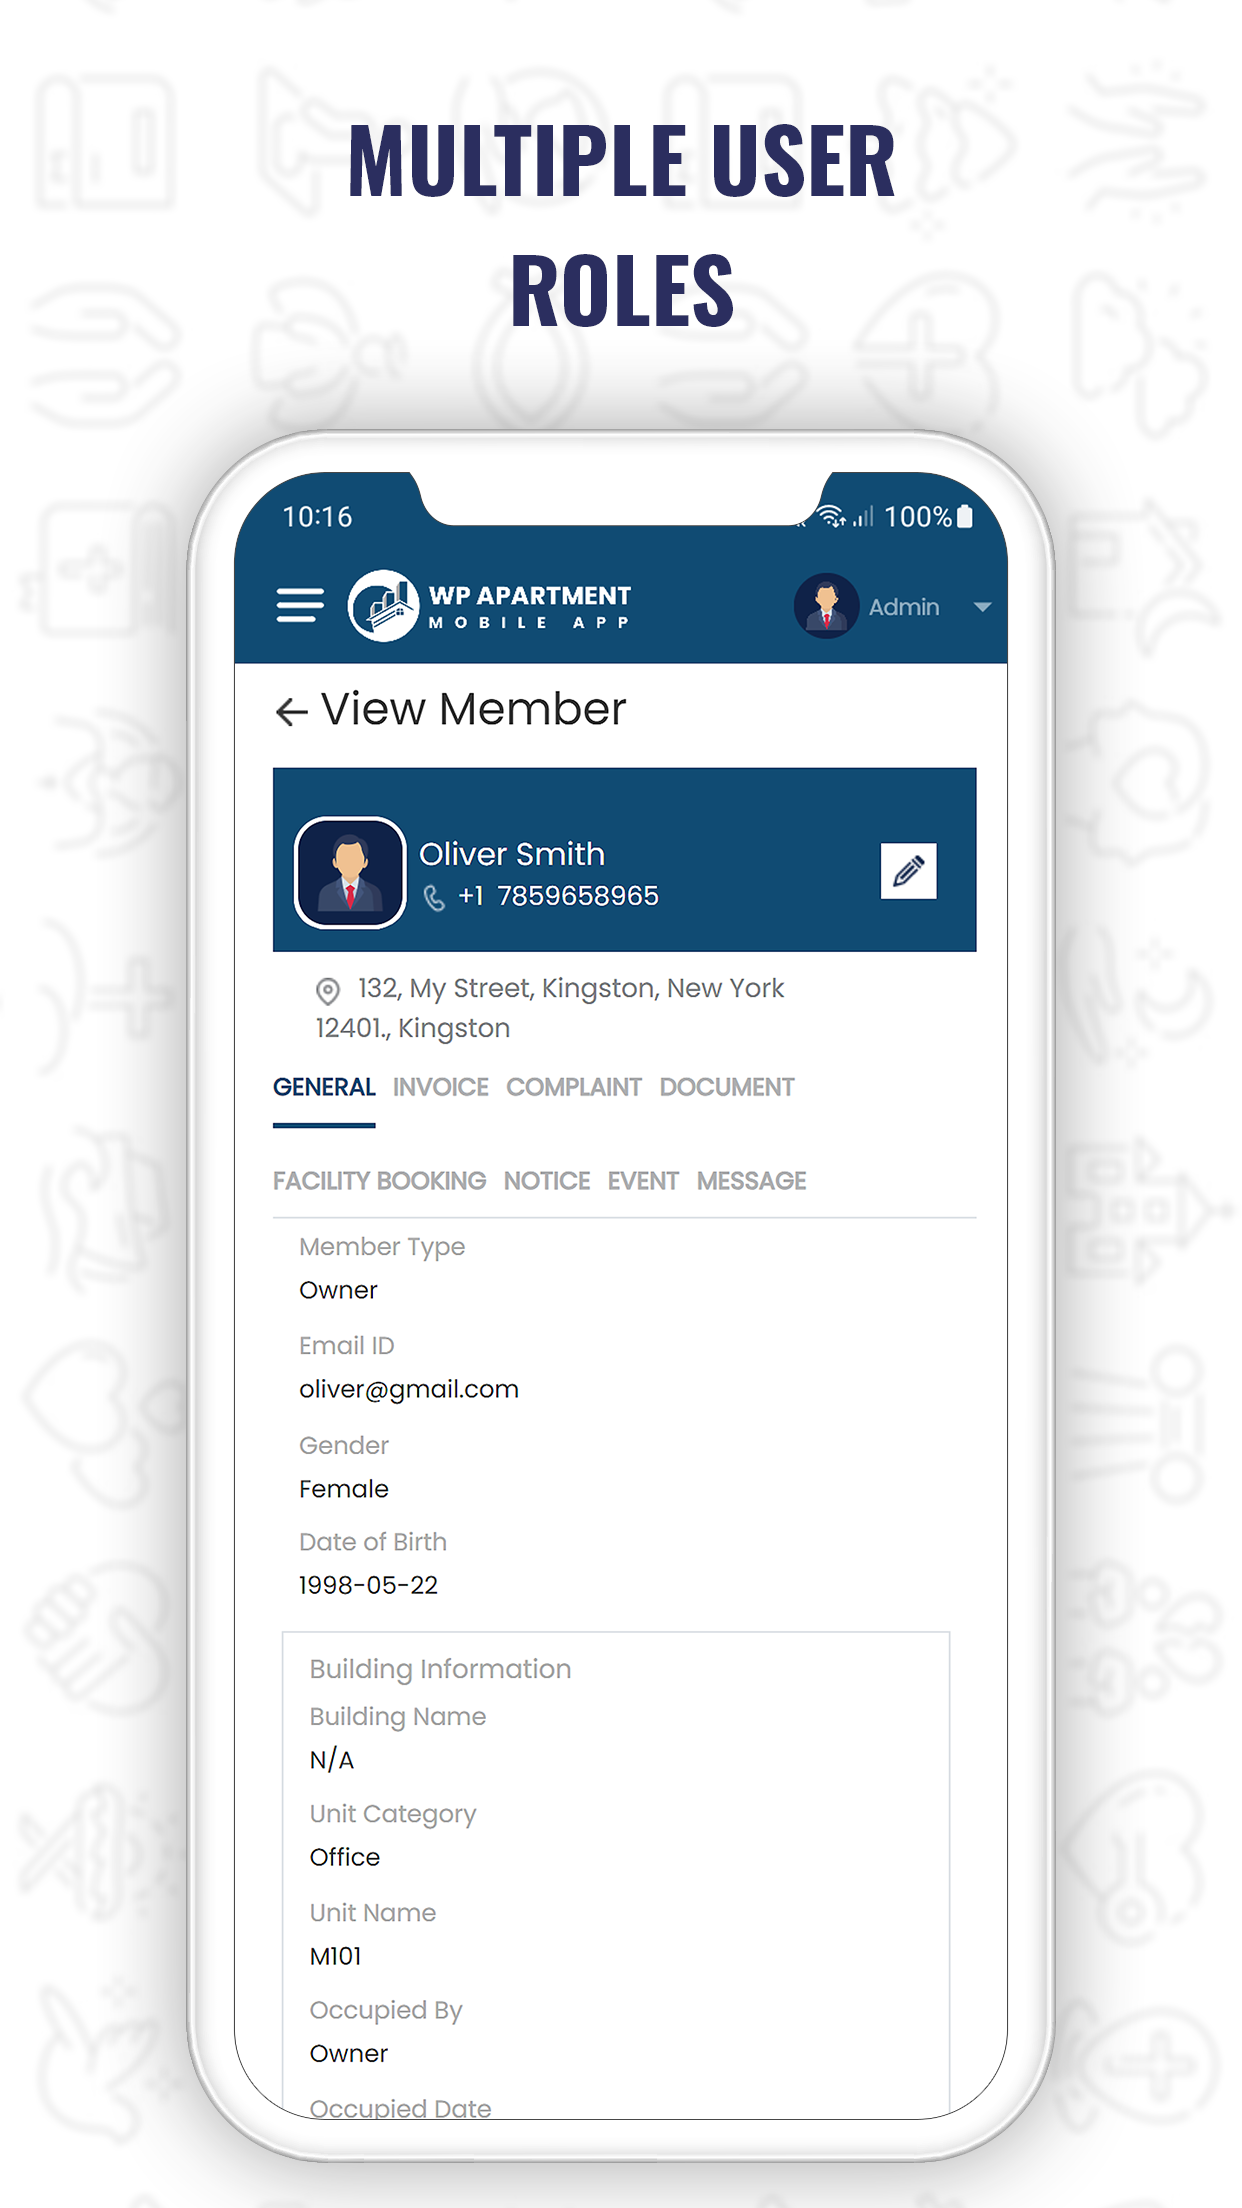 MULTIPLE USER
ROLES
10:16 100%
WP APARTMENT
MOBILE APP
Admin
View Member
Oliver Smith
+1 7859658965
132, My Street, Kingston, New York
12401., Kingston
GENERAL INVOICE COMPLAINT DOCUMENT
FACILITY BOOKING NOTICE EVENT MESSAGE
Member Type
Owner
Email ID
oliver@gmail.com
Gender
Female
Date of Birth
1998-05-22
Building Information
Building Name
N/A
Unit Category
Office
Unit Name
M101
Occupied By
Owner
Occupied Date